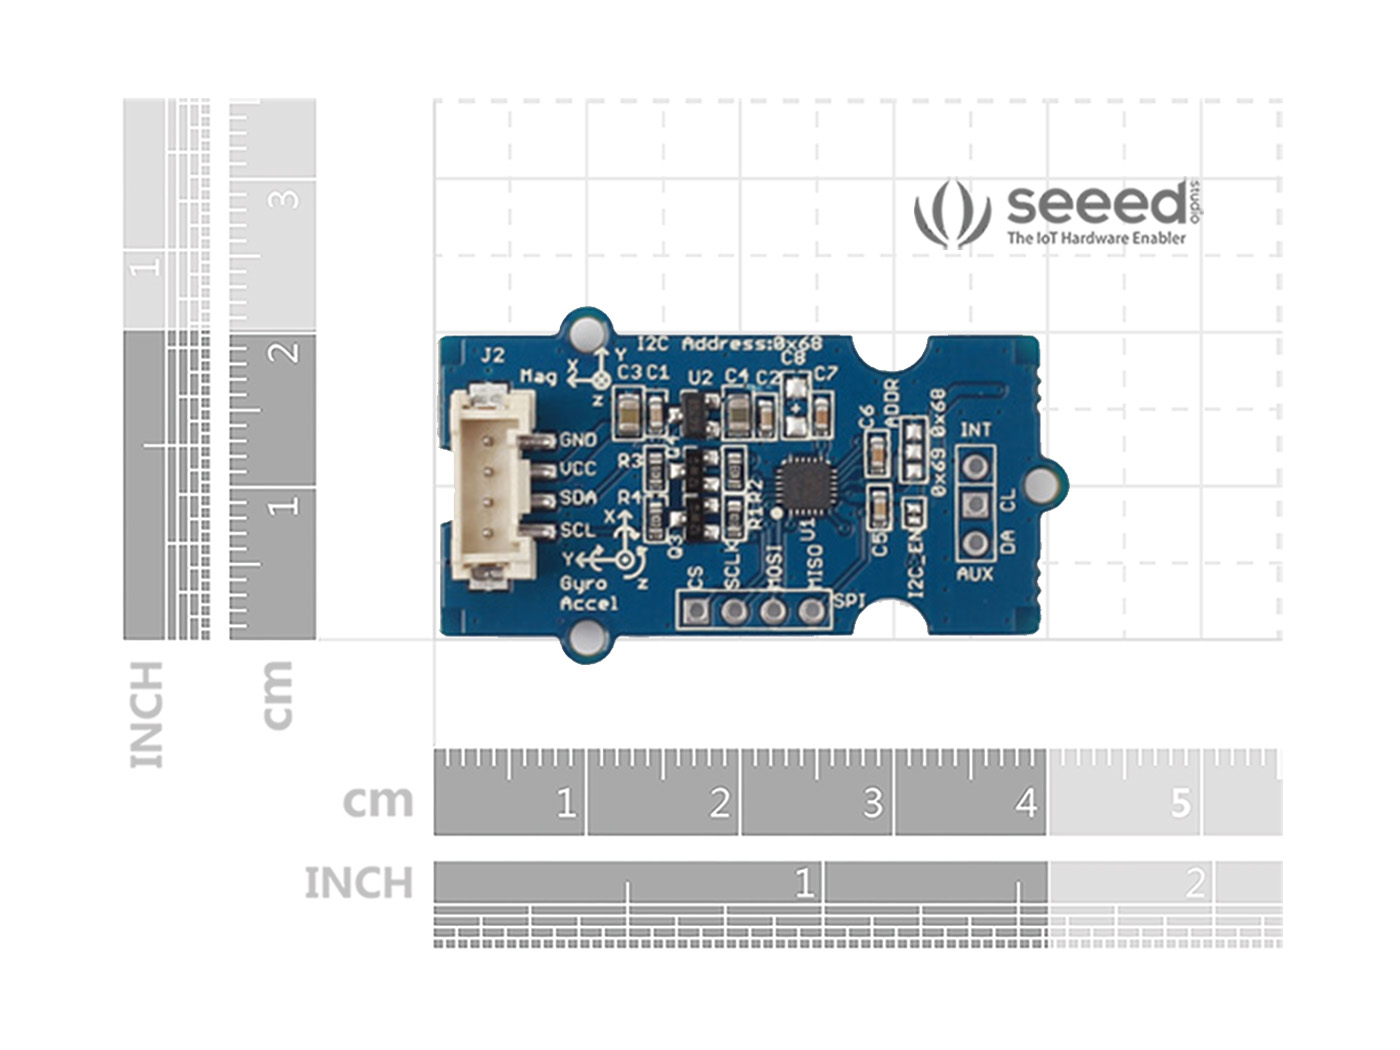 seeed
studio
The IoT Hardware Enabler
3
1
2
1
INCH
cm
I2C Address:0x68
J2
Mag
X
Y
Z
C3
C1
U2
C4
C2
C8
C7
C6
ADDR
0x69 0x68
GND
VCC
SDA
SCL
R3
R4
Q3
R1
R2
U1
C5
I2C_EN
INT
CL
DA
AUX
X
Y
Z
Gyro
Accel
CS
SCLK
MOSI
MISO
SPI
cm
1
2
3
4
5
INCH
1
2